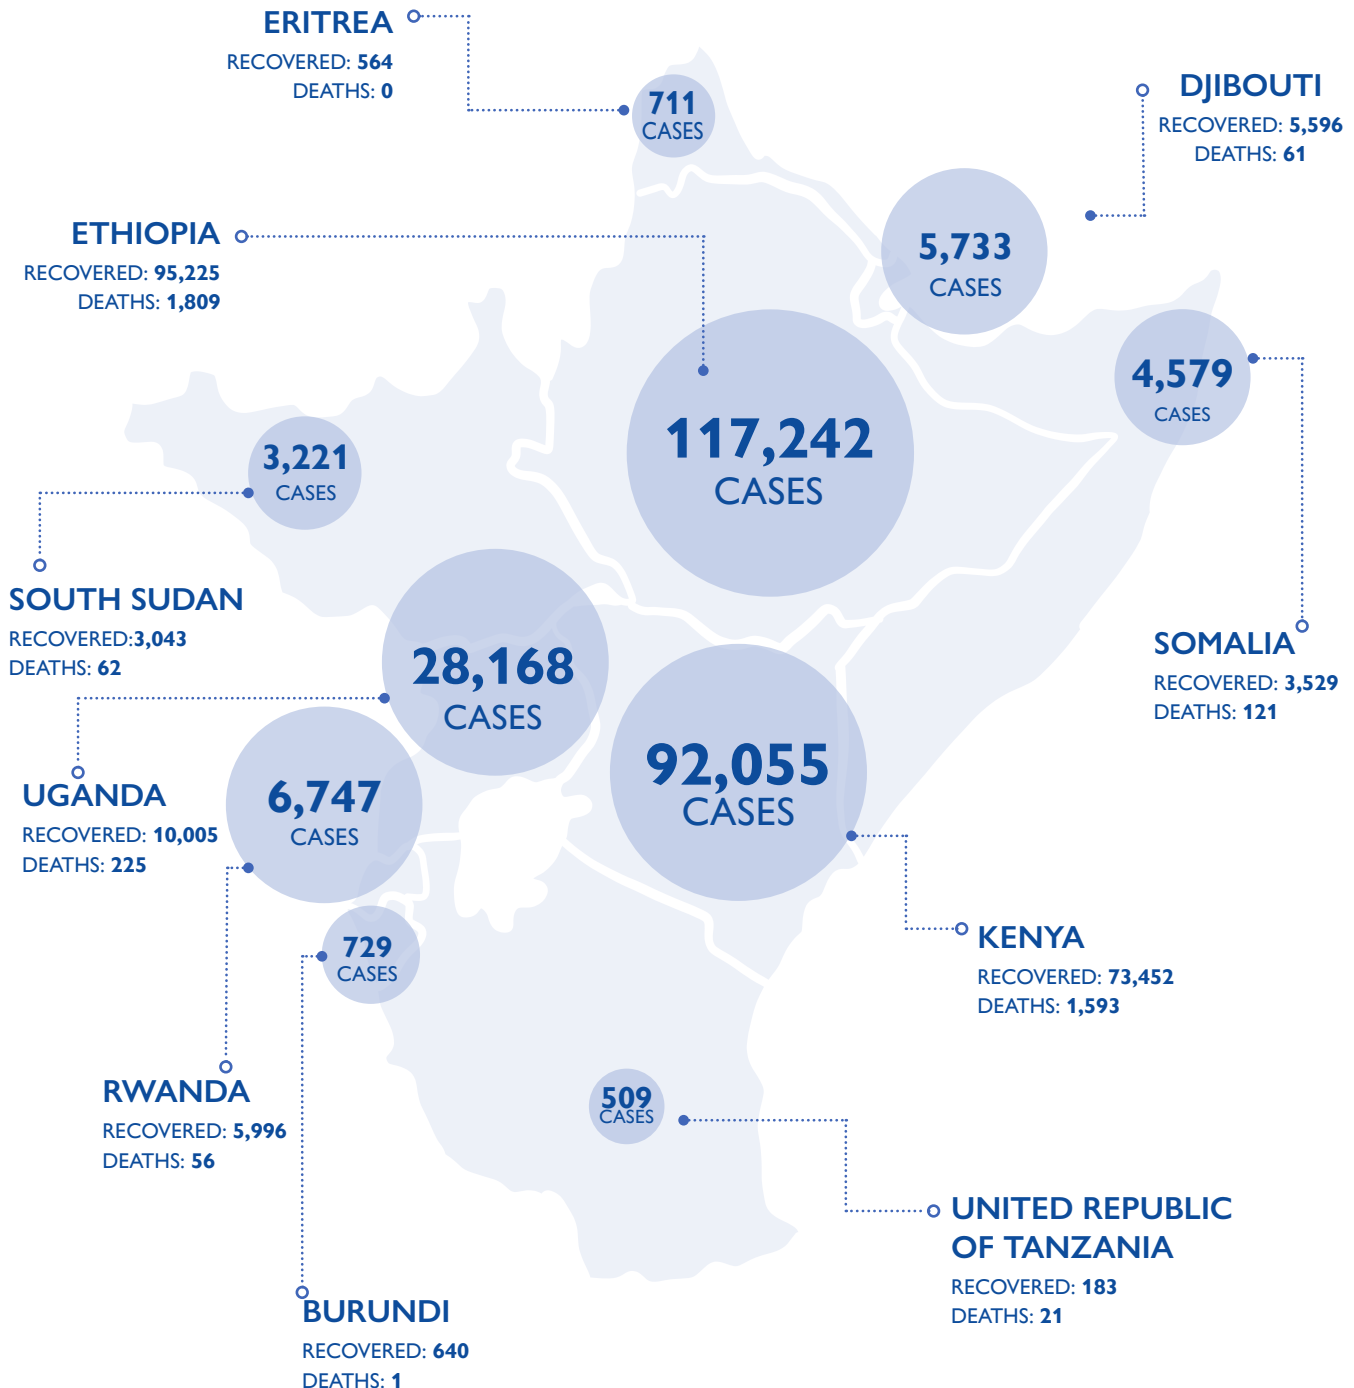 ERITREA
RECOVERED: 564
DEATHS: 0
711
CASES
DJIBOUTI
RECOVERED: 5,596
DEATHS: 61
5,733
CASES
ETHIOPIA
RECOVERED: 95,225
DEATHS: 1,809
117,242
CASES
4,579
CASES
3,221
CASES
SOUTH SUDAN
RECOVERED:3,043
DEATHS: 62
SOMALIA
RECOVERED: 3,529
DEATHS: 121
28,168
CASES
UGANDA
RECOVERED: 10,005
DEATHS: 225
6,747
CASES
92,055
CASES
KENYA
RECOVERED: 73,452
DEATHS: 1,593
729
CASES
RWANDA
RECOVERED: 5,996
DEATHS: 56
509
CASES
UNITED REPUBLIC
OF TANZANIA
RECOVERED: 183
DEATHS: 21
BURUNDI
RECOVERED: 640
DEATHS: 1